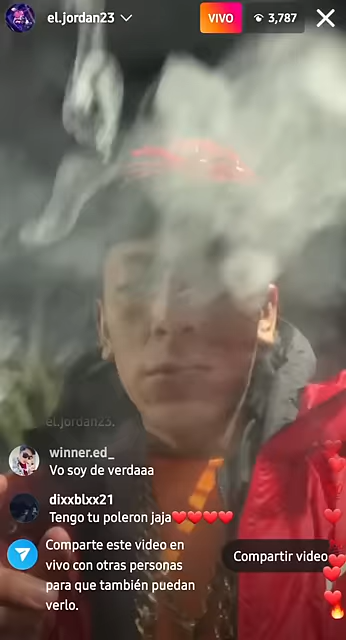 el.jordan23
VIVO
3,787
el.jordan23.
winner.ed_
Vo soy de verdaaa
dixxblxx21
Tengo tu poleron jaja❤️❤️❤️❤️
Comparte este video en
vivo con otras personas
para que también puedan
verlo.
Compartir video